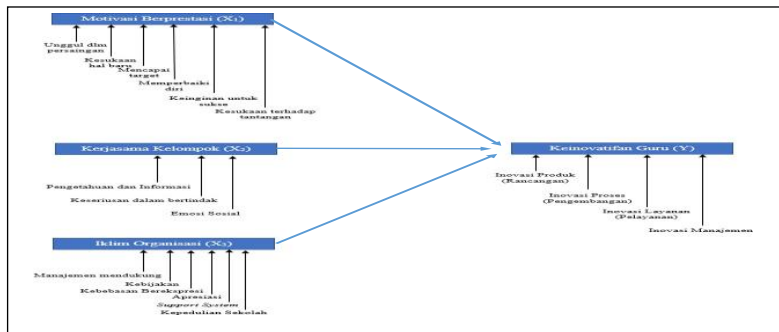 Motivasi Berprestasi (X₁)
Unggul dlm
persaingan
Kesukaan
hal baru
Mencapai
target
Memperbaiki
diri
Keinginan untuk
sukse
Kesukaan terhadap
tantangan
Kerjasama Kelompok (X₂)
Pengetahuan dan Informasi
Keseriusan dalam bertindak
Emosi Sosial
Iklim Organisasi (X₃)
Manajemen mendukung
Kebijakan
Kebebasan Berekspresi
Apresiasi
Support System
Kepedulian Sekolah
Keinovatifan Guru (Y)
Inovasi Produk
(Rancangan)
Inovasi Proses
(Pengembangan)
Inovasi Layanan
(Pelayanan)
Inovasi Manajemen